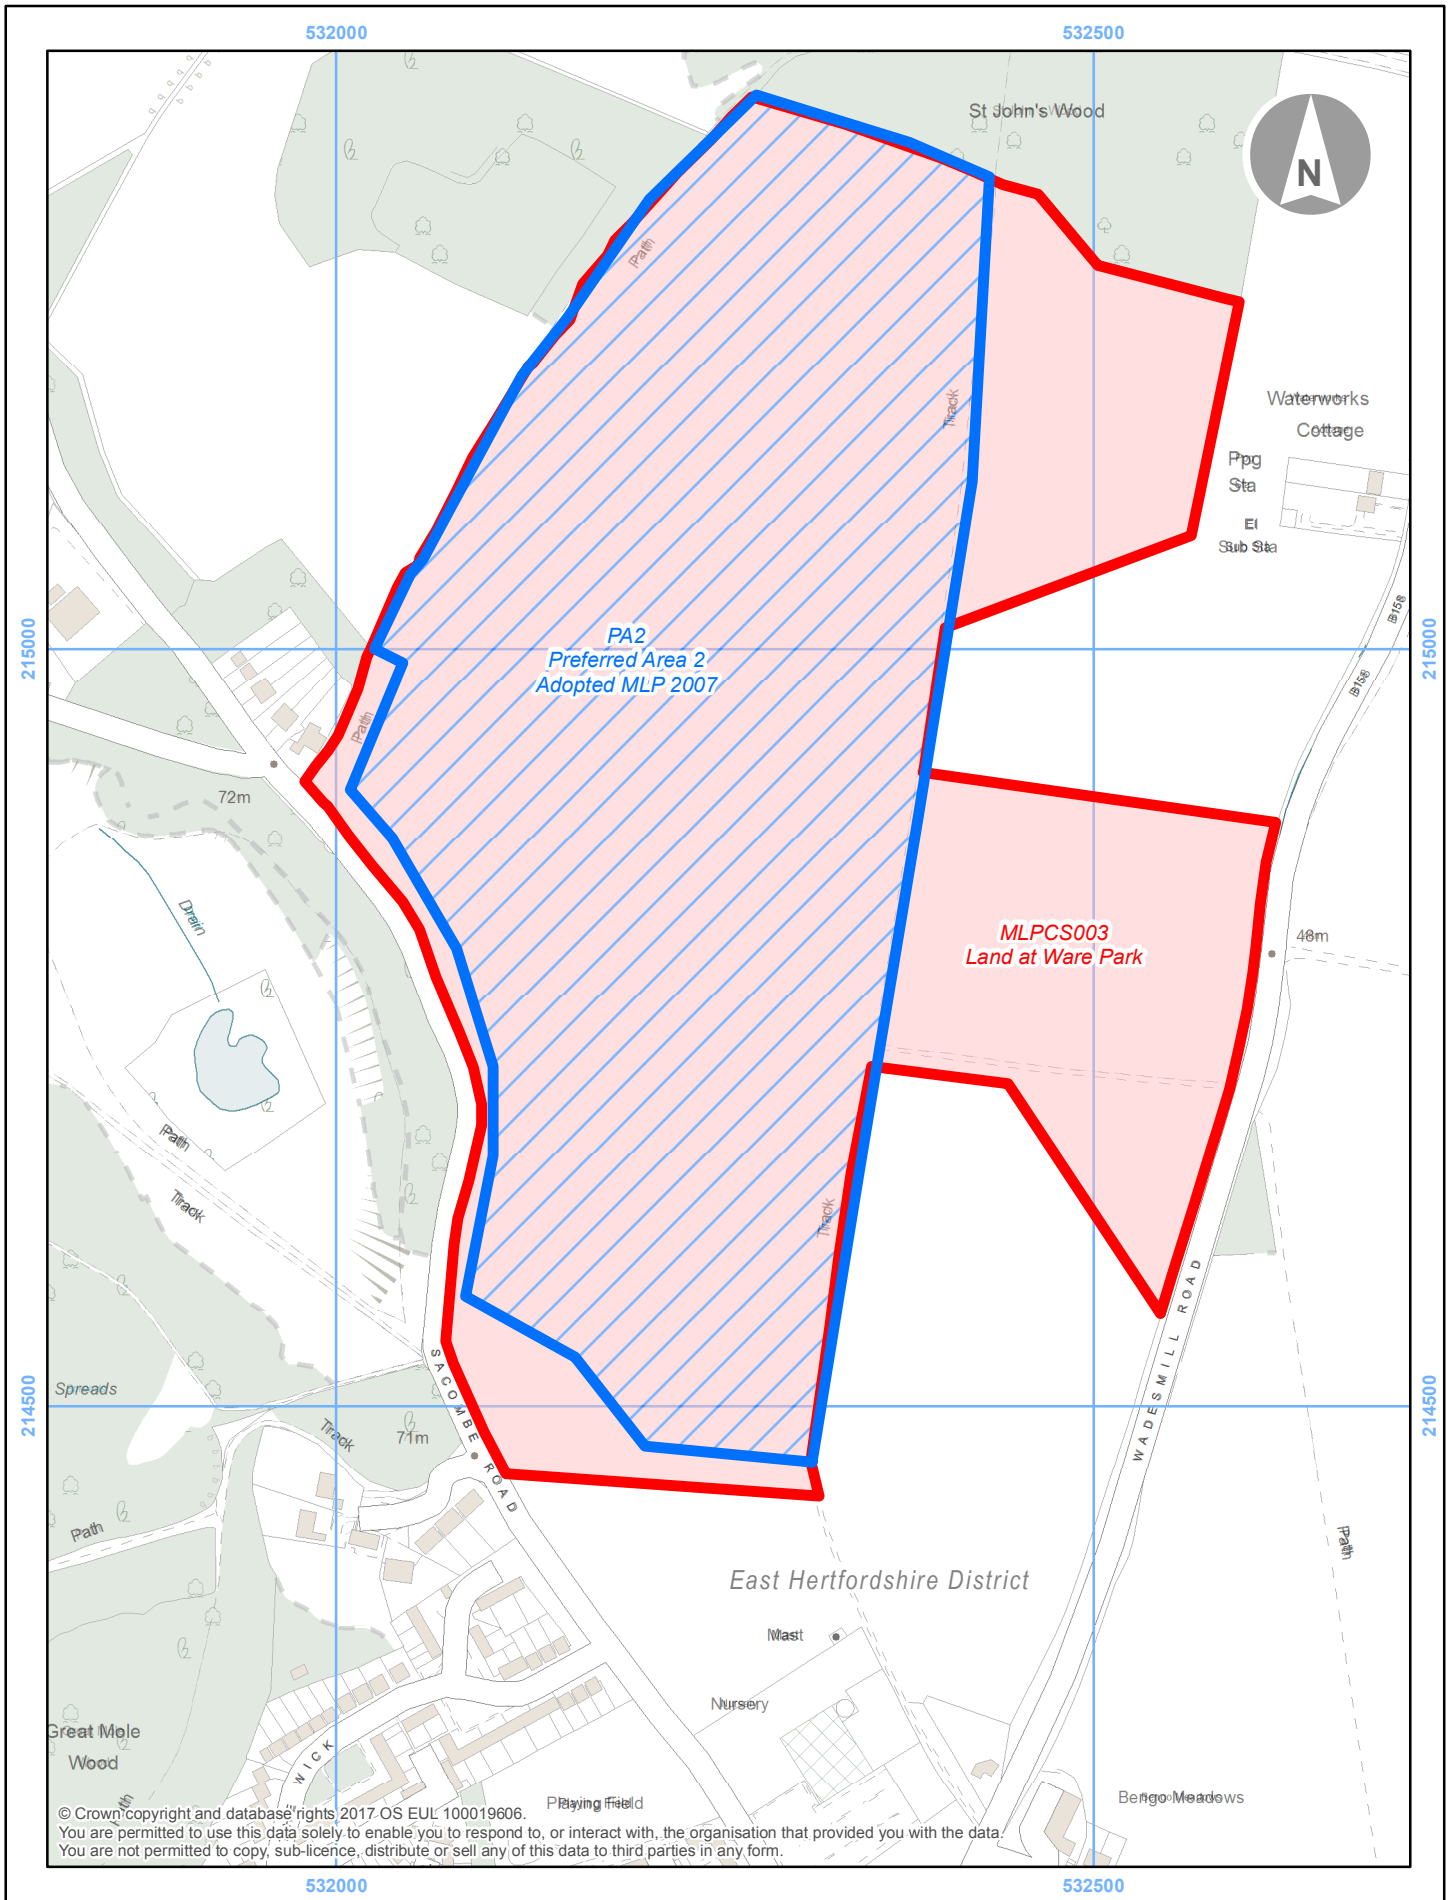 532000
532500
St John's Wood
N
Path
Track
Waterworks
Cottage
Ppg
Sta
El
Sub Sta
B158
B158
215000
215000
PA2
Preferred Area 2
Adopted MLP 2007
Path
72m
Drain
MLPCS003
Land at Ware Park
48m
Path
Track
Track
WADESMILL ROAD
SACOMBE ROAD
Spreads
214500
214500
Track
71m
Path
Path
East Hertfordshire District
Mast
Nursery
Great Mole
Wood
WICK
Path
Playing Field
Bengo Meadows
© Crown copyright and database rights 2017 OS EUL 100019606.
You are permitted to use this data solely to enable you to respond to, or interact with, the organisation that provided you with the data.
You are not permitted to copy, sub-licence, distribute or sell any of this data to third parties in any form.
532000
532500